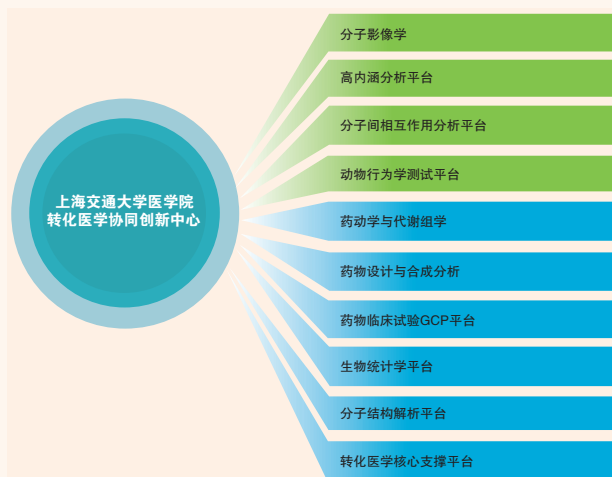 上海交通大学医学院
转化医学协同创新中心
分子影像学
高内涵分析平台
分子间相互作用分析平台
动物行为学测试平台
药动学与代谢组学
药物设计与合成分析
药物临床试验GCP平台
生物统计学平台
分子结构解析平台
转化医学核心支撑平台